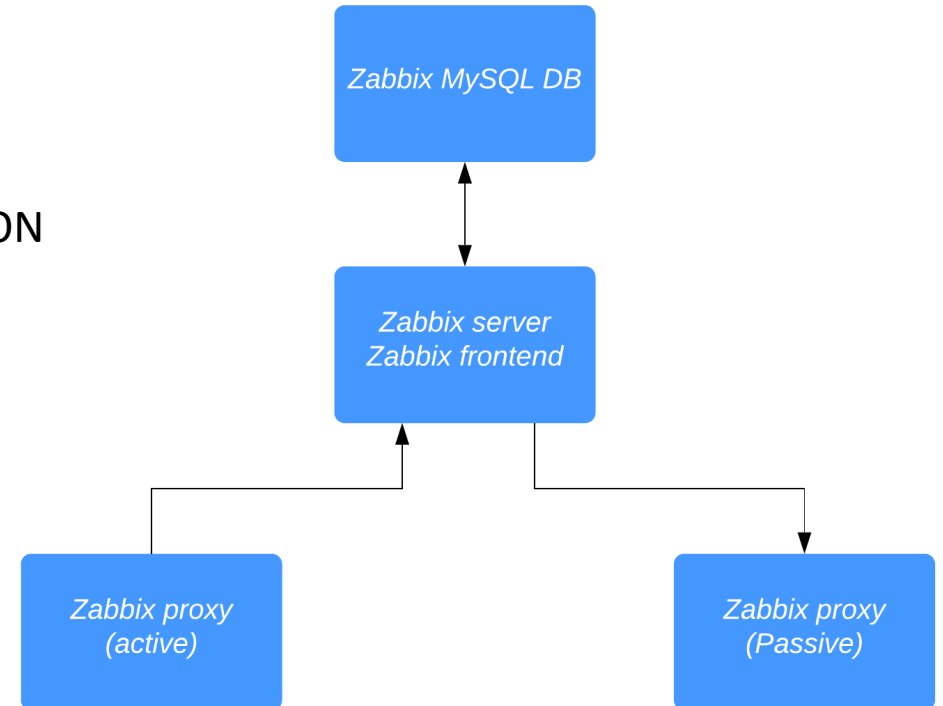 Zabbix MySQL DB
ON
Zabbix server
Zabbix frontend
Zabbix proxy
(active)
Zabbix proxy
(Passive)